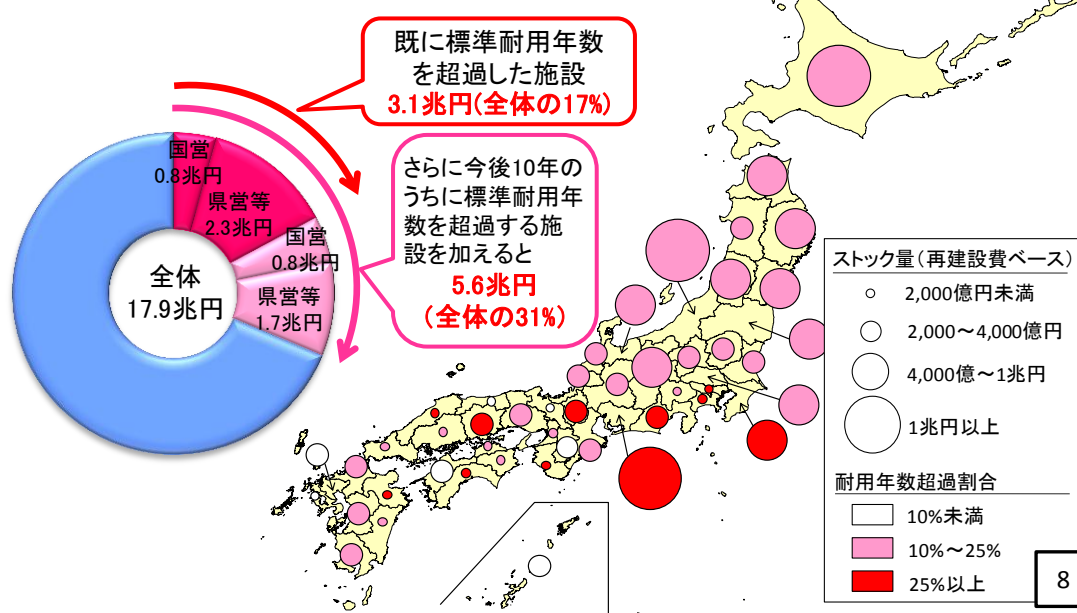 既に標準耐用年数
を超過した施設
3.1兆円(全体の17%)
国営
0.8兆円
県営等
2.3兆円
国営
0.8兆円
県営等
1.7兆円
全体
17.9兆円
さらに今後10年の
うちに標準耐用年
数を超過する施
設を加えると
5.6兆円
(全体の31%)
ストック量(再建設費ベース)
2,000億円未満
2,000～4,000億円
4,000億～1兆円
1兆円以上
耐用年数超過割合
10%未満
10%～25%
25%以上
8